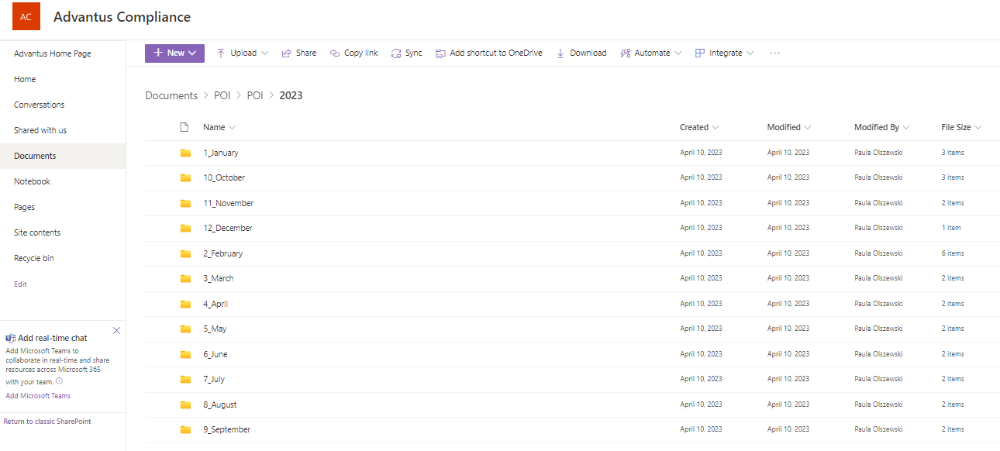 AC Advantus Compliance
Advantus Home Page
Home
Conversations
Shared with us
Documents
Notebook
Pages
Site contents
Recycle bin
Edit
Add real-time chat
Add Microsoft Teams to
collaborate in real-time and share
resources across Microsoft 365
with your team.
Add Microsoft Teams
Return to classic SharePoint
+ New Upload Share Copy link Sync Add shortcut to OneDrive Download Automate Integrate ...
Documents > POI > POI > 2023
Name Created Modified Modified By File Size
1_January April 10, 2023 April 10, 2023 Paula Olszewski 3 items
10_October April 10, 2023 April 10, 2023 Paula Olszewski 3 items
11_November April 10, 2023 April 10, 2023 Paula Olszewski 2 items
12_December April 10, 2023 April 10, 2023 Paula Olszewski 1 item
2_February April 10, 2023 April 10, 2023 Paula Olszewski 6 items
3_March April 10, 2023 April 10, 2023 Paula Olszewski 2 items
4_April April 10, 2023 April 10, 2023 Paula Olszewski 2 items
5_May April 10, 2023 April 10, 2023 Paula Olszewski 2 items
6_June April 10, 2023 April 10, 2023 Paula Olszewski 2 items
7_July April 10, 2023 April 10, 2023 Paula Olszewski 2 items
8_August April 10, 2023 April 10, 2023 Paula Olszewski 2 items
9_September April 10, 2023 April 10, 2023 Paula Olszewski 2 items